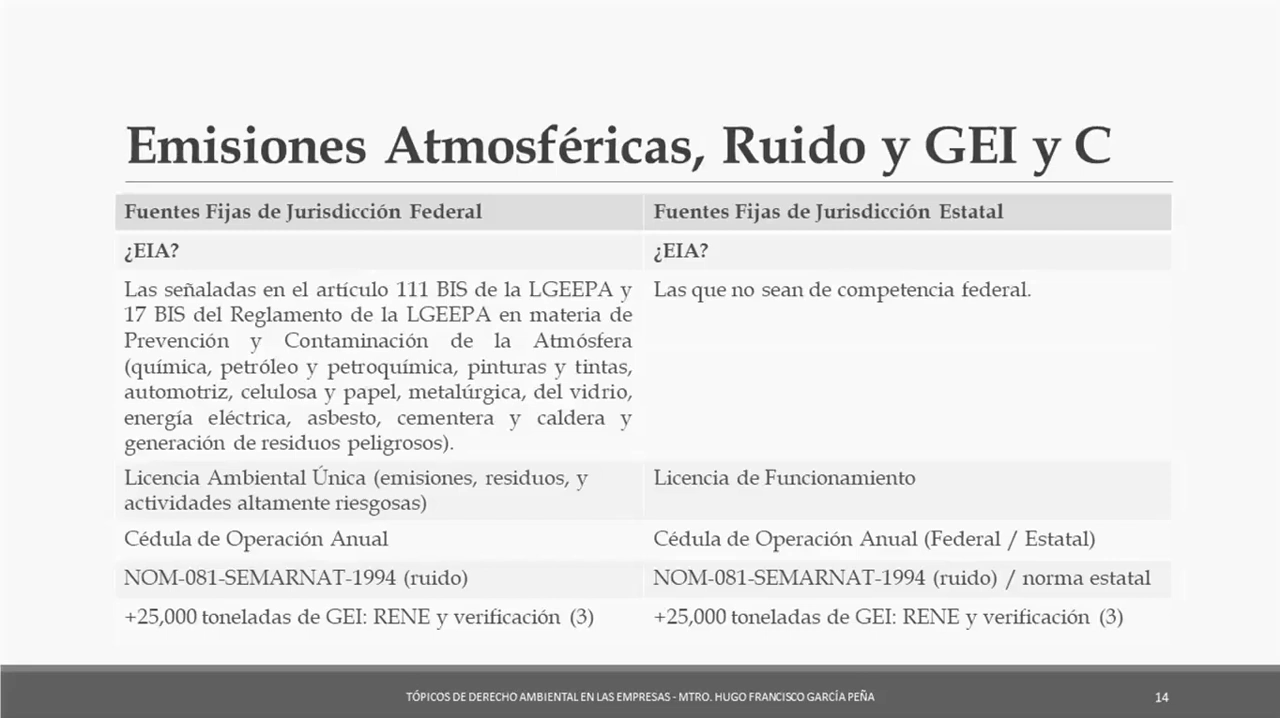 Emisiones Atmosféricas, Ruido y GEI y C
Fuentes Fijas de Jurisdicción Federal
Fuentes Fijas de Jurisdicción Estatal
¿EIA?
¿EIA?
Las señaladas en el artículo 111 BIS de la LGEEPA y
17 BIS del Reglamento de la LGEEPA en materia de
Prevención y Contaminación de la Atmósfera
(química, petróleo y petroquímica, pinturas y tintas,
automotriz, celulosa y papel, metalúrgica, del vidrio,
energía eléctrica, asbesto, cementera y caldera y
generación de residuos peligrosos).
Las que no sean de competencia federal.
Licencia Ambiental Única (emisiones, residuos, y
actividades altamente riesgosas)
Licencia de Funcionamiento
Cédula de Operación Anual
Cédula de Operación Anual (Federal / Estatal)
NOM-081-SEMARNAT-1994 (ruido)
NOM-081-SEMARNAT-1994 (ruido) / norma estatal
+25,000 toneladas de GEI: RENE y verificación (3)
+25,000 toneladas de GEI: RENE y verificación (3)
TÓPICOS DE DERECHO AMBIENTAL EN LAS EMPRESAS - MTRO. HUGO FRANCISCO GARCÍA PEÑA
14